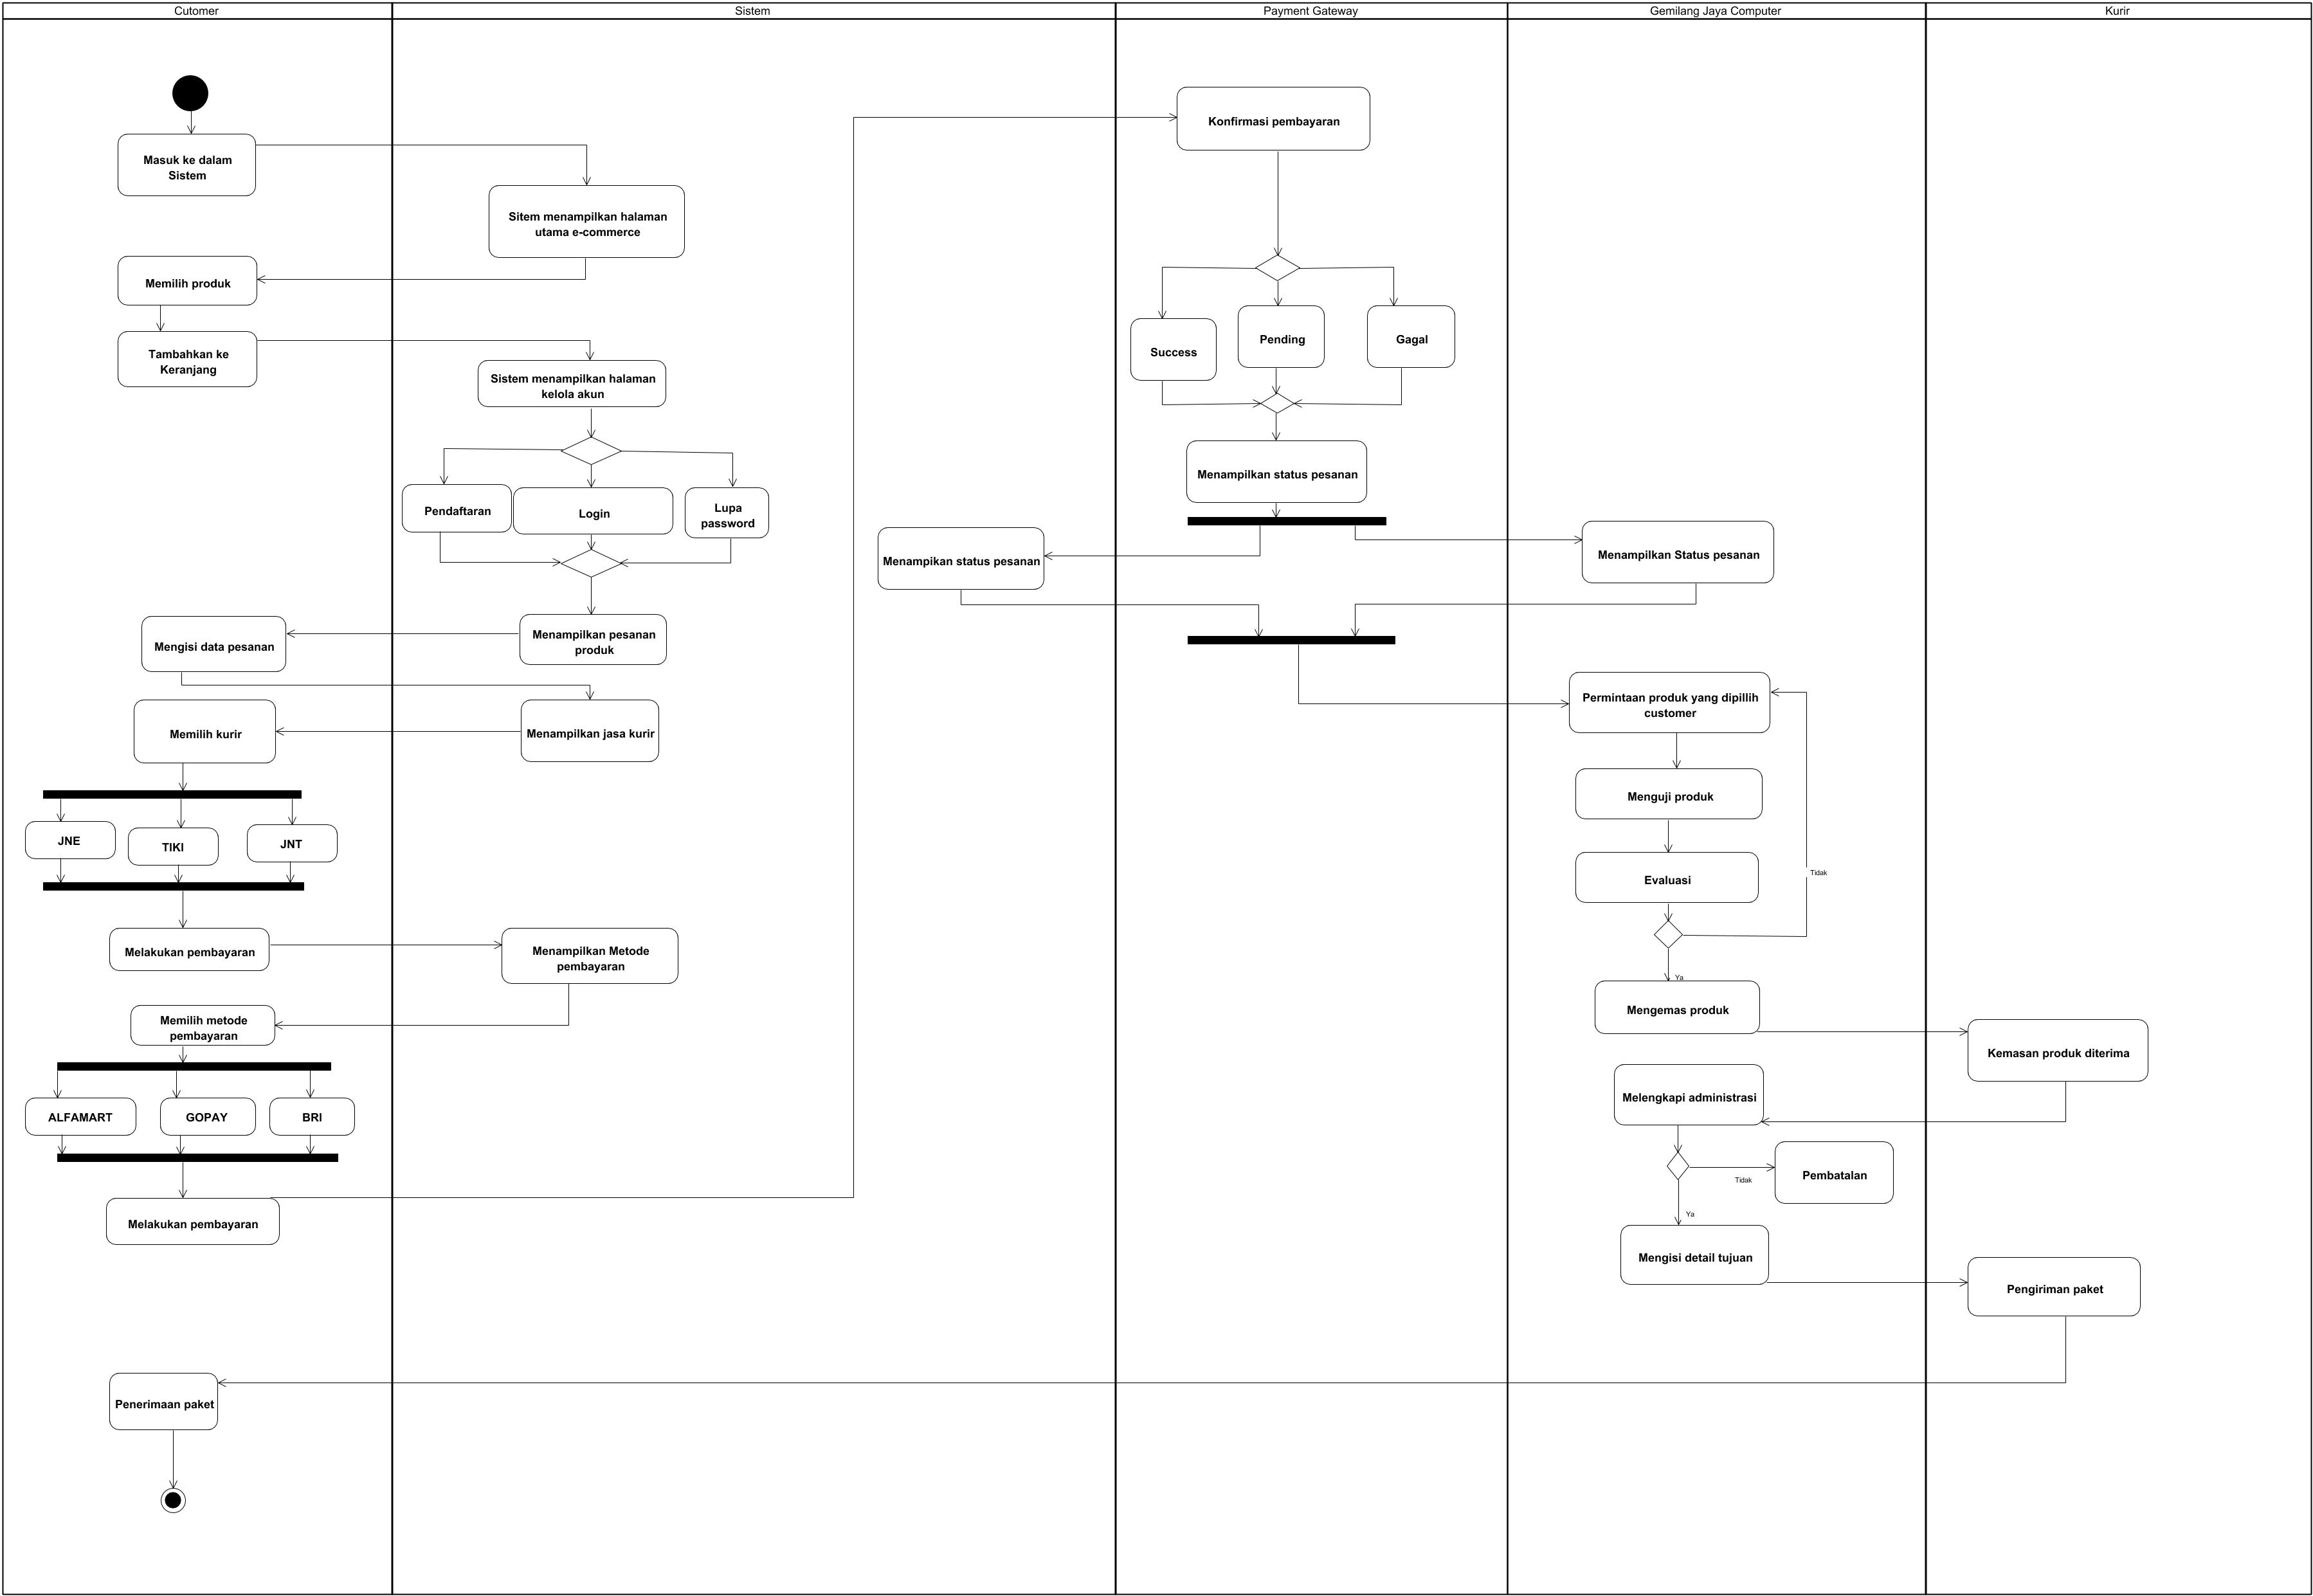 Cutomer
Sistem
Payment Gateway
Gemilang Jaya Computer
Kurir
Masuk ke dalam
Sistem
Sitem menampilkan halaman
utama e-commerce
Memilih produk
Tambahkan ke
Keranjang
Sistem menampilkan halaman
kelola akun
Pendaftaran
Login
Lupa
password
Menampilkan pesanan
produk
Mengisi data pesanan
Menampilkan jasa kurir
Memilih kurir
JNE
TIKI
JNT
Melakukan pembayaran
Menampilkan Metode
pembayaran
Memilih metode
pembayaran
ALFAMART
GOPAY
BRI
Melakukan pembayaran
Konfirmasi pembayaran
Success
Pending
Gagal
Menampilkan status pesanan
Menampikan status pesanan
Menampilkan Status pesanan
Permintaan produk yang dipillih
customer
Menguji produk
Evaluasi
Tidak
Ya
Mengemas produk
Kemasan produk diterima
Melengkapi administrasi
Tidak
Pembatalan
Ya
Mengisi detail tujuan
Pengiriman paket
Penerimaan paket